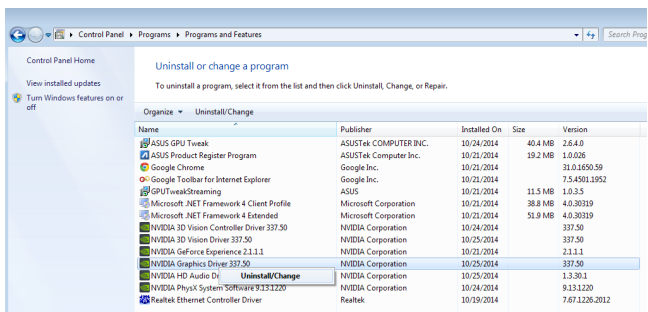 Control Panel ▸ Programs ▸ Programs and Features
Search Prog
Control Panel Home
View installed updates
Turn Windows features on or
off
Uninstall or change a program
To uninstall a program, select it from the list and then click Uninstall, Change, or Repair.
Organize Uninstall/Change
Name Publisher Installed On Size Version
ASUS GPU Tweak ASUSTek COMPUTER INC. 10/24/2014 40.4 MB 2.6.4.0
ASUS Product Register Program ASUSTek Computer Inc. 10/21/2014 19.2 MB 1.0.026
Google Chrome Google Inc. 10/21/2014 31.0.1650.59
Google Toolbar for Internet Explorer Google Inc. 10/21/2014 7.5.4501.1952
GPUTweakStreaming ASUS 10/21/2014 11.5 MB 1.0.3.5
Microsoft .NET Framework 4 Client Profile Microsoft Corporation 10/21/2014 38.8 MB 4.0.30319
Microsoft .NET Framework 4 Extended Microsoft Corporation 10/21/2014 51.9 MB 4.0.30319
NVIDIA 3D Vision Controller Driver 337.50 NVIDIA Corporation 10/24/2014 337.50
NVIDIA 3D Vision Driver 337.50 NVIDIA Corporation 10/25/2014 337.50
NVIDIA GeForce Experience 2.1.1.1 NVIDIA Corporation 10/21/2014 2.1.1.1
NVIDIA Graphics Driver 337.50 NVIDIA Corporation 10/25/2014 337.50
NVIDIA HD Audio Dr Uninstall/Change NVIDIA Corporation 10/25/2014 1.3.30.1
NVIDIA PhysX System Software 9.13.1220 NVIDIA Corporation 10/24/2014 9.13.1220
Realtek Ethernet Controller Driver Realtek 10/19/2014 7.67.1226.2012